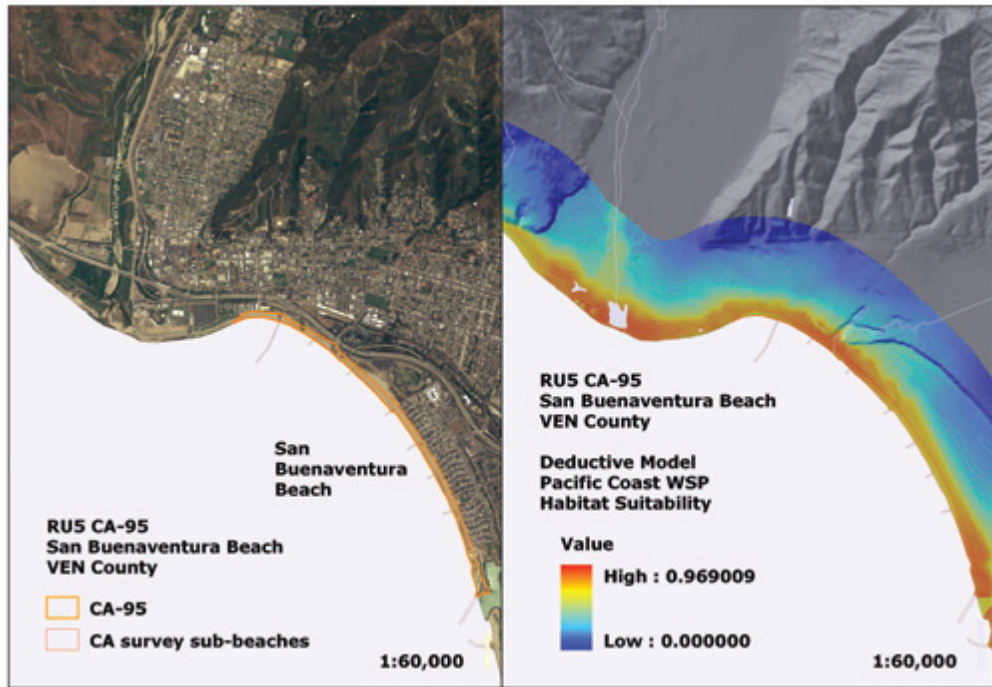 San
Buenaventura
Beach
RU5 CA-95
San Buenaventura Beach
VEN County
CA-95
CA survey sub-beaches
1:60,000
RU5 CA-95
San Buenaventura Beach
VEN County
Deductive Model
Pacific Coast WSP
Habitat Suitability
Value
High : 0.969009
Low : 0.000000
1:60,000